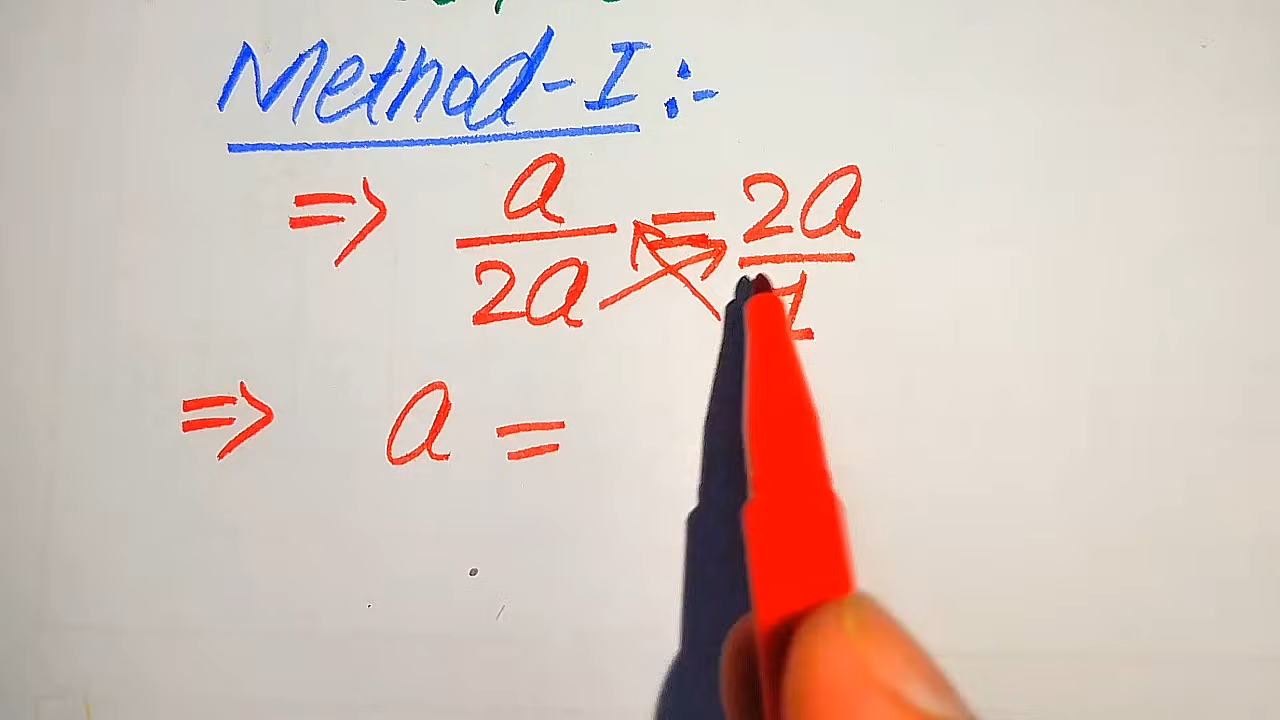 Method-I :-
⇒ a/2a = 2a/1
⇒ a =